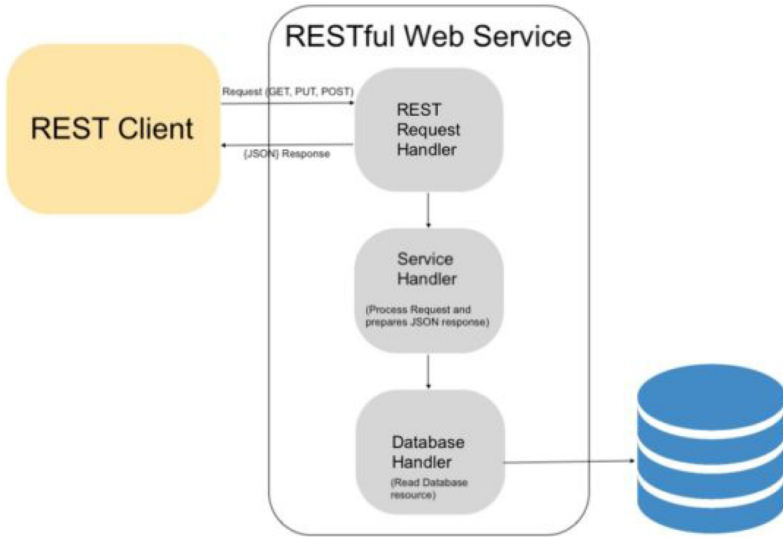 RESTful Web Service
REST Client
Request (GET, PUT, POST)
{JSON} Response
REST
Request
Handler
Service
Handler
(Process Request and
prepares JSON response)
Database
Handler
(Read Database
resource)